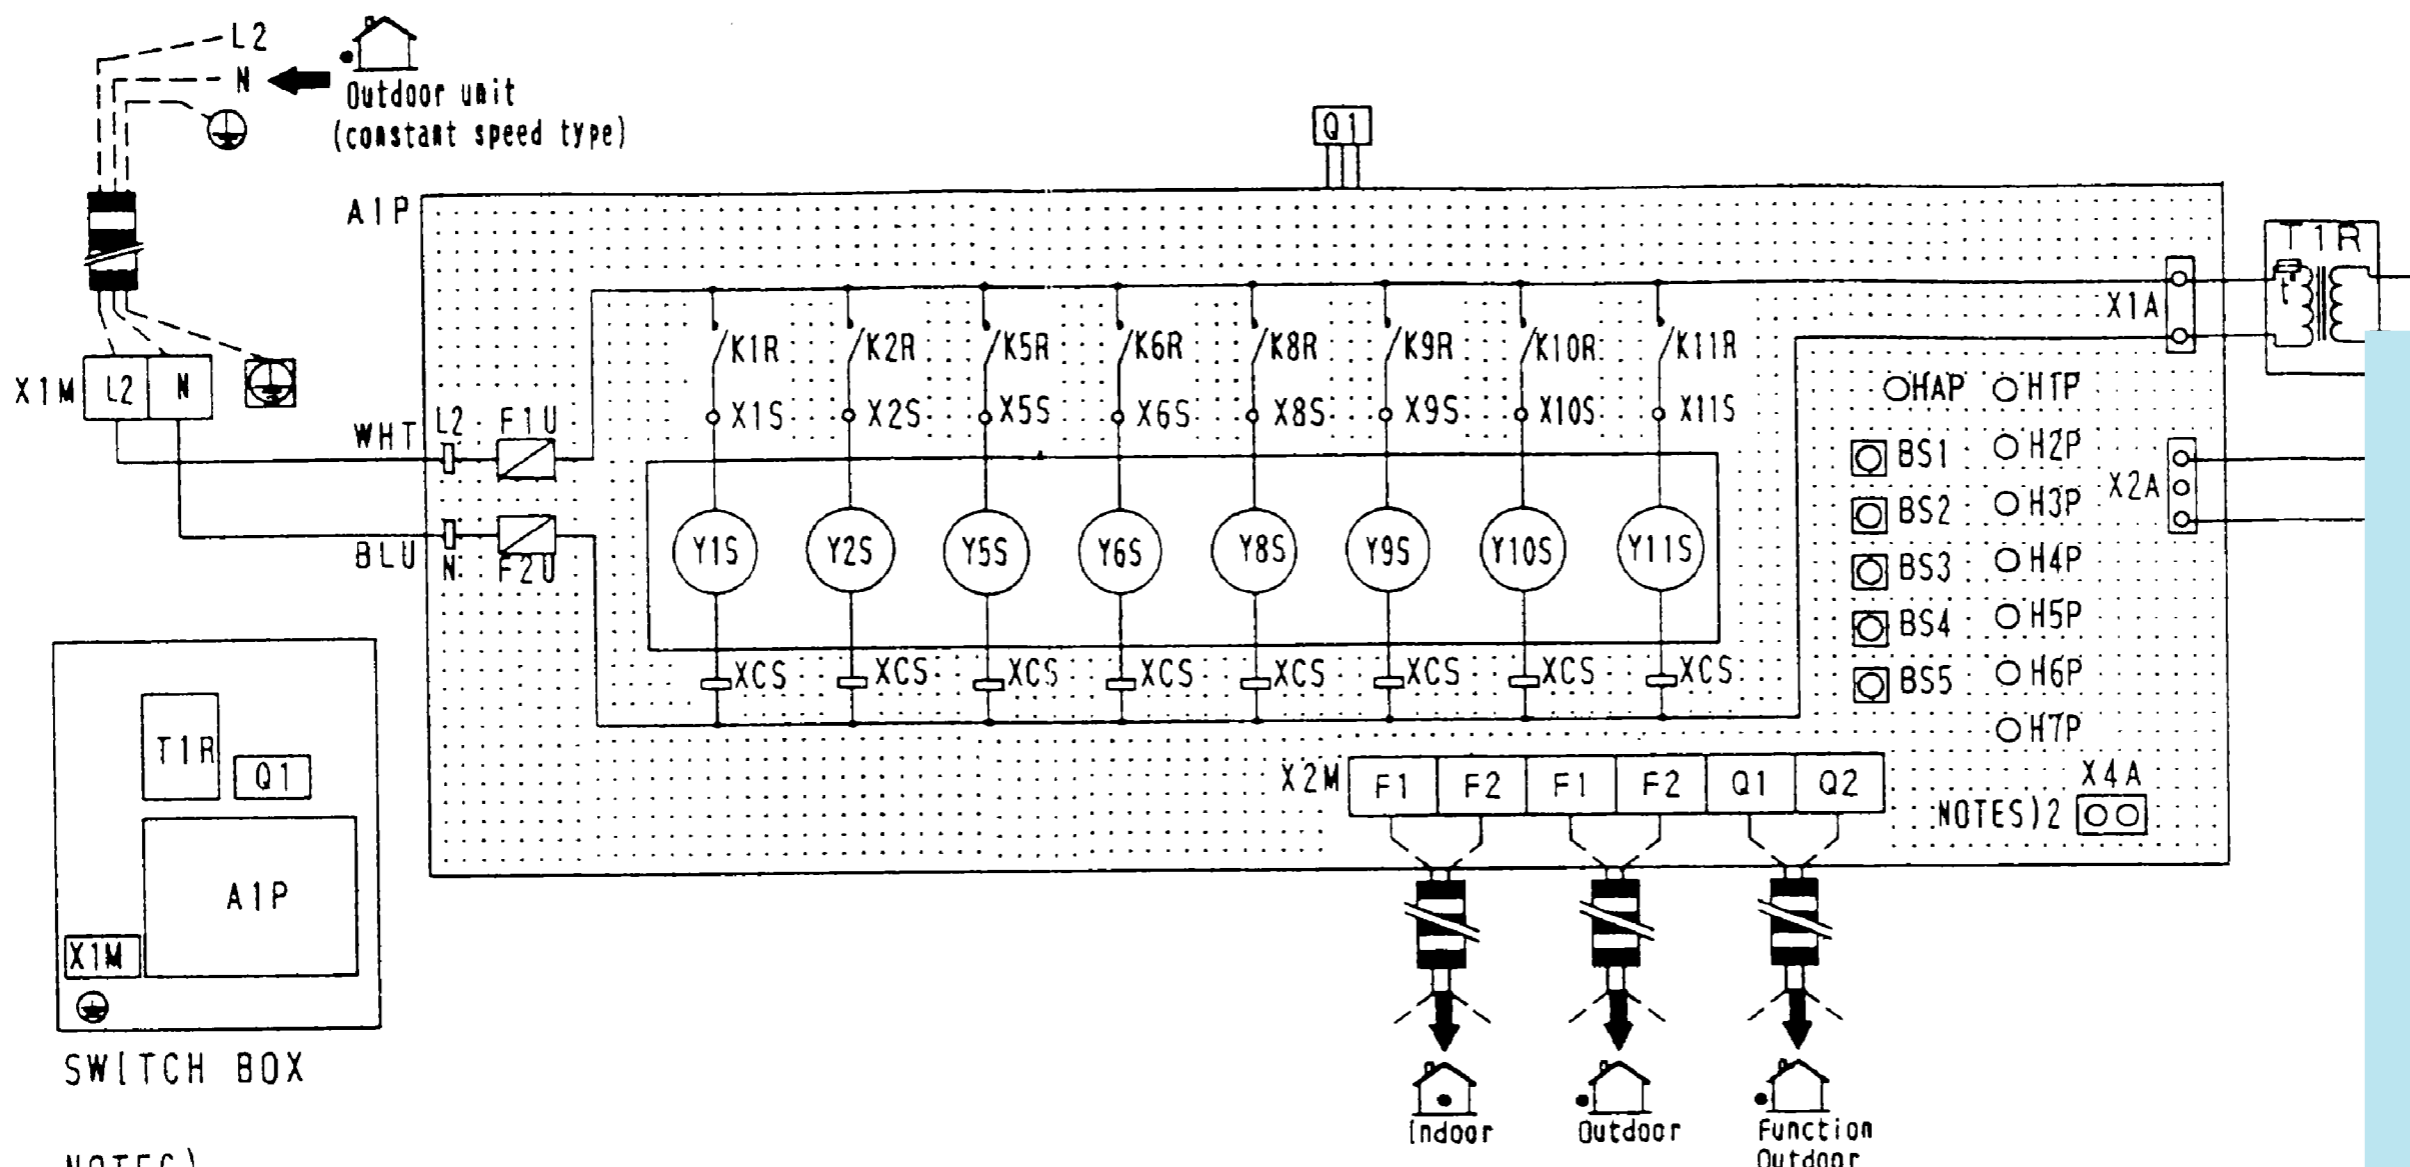 L2
N
Outdoor unit
(constant speed type)
Q1
A1P
T1R
X1A
K1R K2R K5R K6R K8R K9R K10R K11R
X1M L2 N
HAP H1P
WHT L2 F1U
X1S X2S X5S X6S X8S X9S X10S X11S
BS1 H2P
X2A
BS2 H3P
BLU N F2U
Y1S Y2S Y5S Y6S Y8S Y9S Y10S Y11S
BS3 H4P
BS4 H5P
XCS XCS XCS XCS XCS XCS XCS XCS
BS5 H6P
H7P
T1R
Q1
X2M F1 F2 F1 F2 Q1 Q2
X4A
NOTES)2
A1P
X1M
SWITCH BOX
Indoor
Outdoor
Function
Outdoor
NOTES)